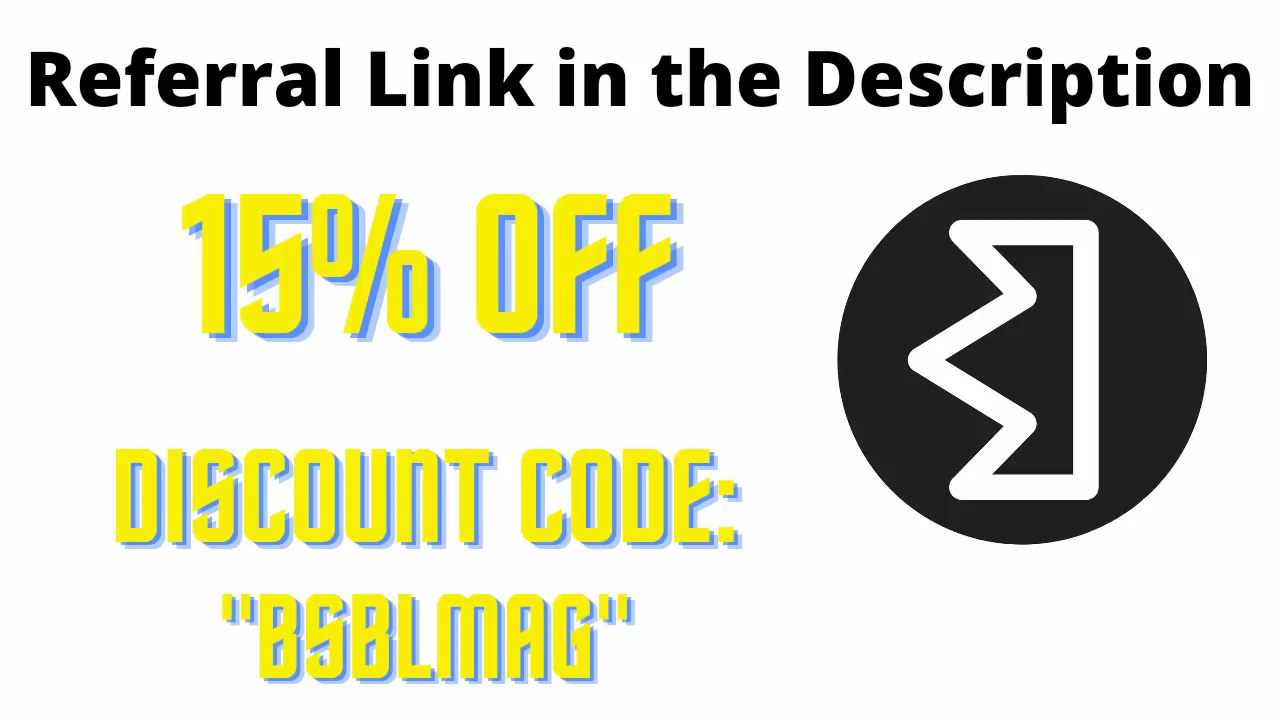 Referral Link in the Description
15% OFF
DISCOUNT CODE:
"BSBLMAG"